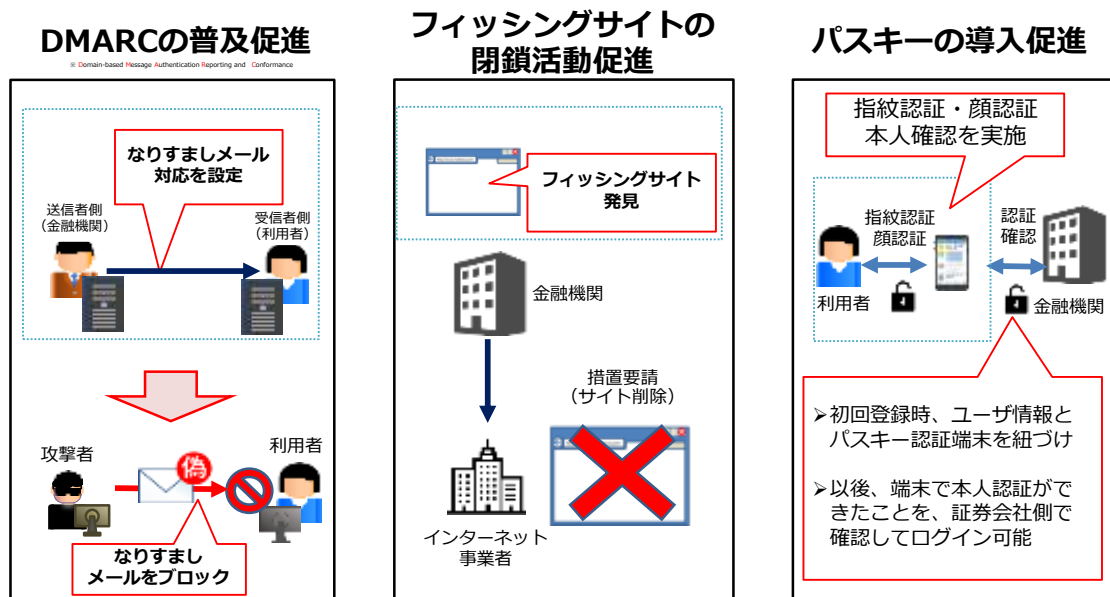 DMARCの普及促進
※ Domain-based Message Authentication Reporting and Conformance
なりすましメール
対応を設定
送信者側
（金融機関）
受信者側
（利用者）
攻撃者
偽
利用者
なりすまし
メールをブロック
フィッシングサイトの
閉鎖活動促進
フィッシングサイト
発見
金融機関
措置要請
（サイト削除）
インターネット
事業者
パスキーの導入促進
指紋認証・顔認証
本人確認を実施
指紋認証
顔認証
認証
確認
利用者
金融機関
➢初回登録時、ユーザ情報と
パスキー認証端末を紐づけ
➢以後、端末で本人認証がで
きたことを、証券会社側で
確認してログイン可能